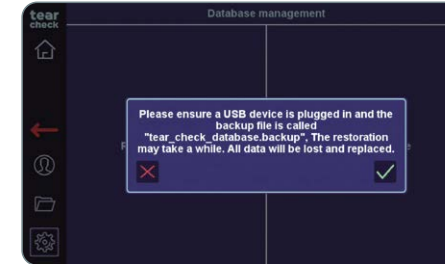 tear
check
Database management
Please ensure a USB device is plugged in and the
backup file is called
"tear_check_database.backup", The restoration
may take a while. All data will be lost and replaced.